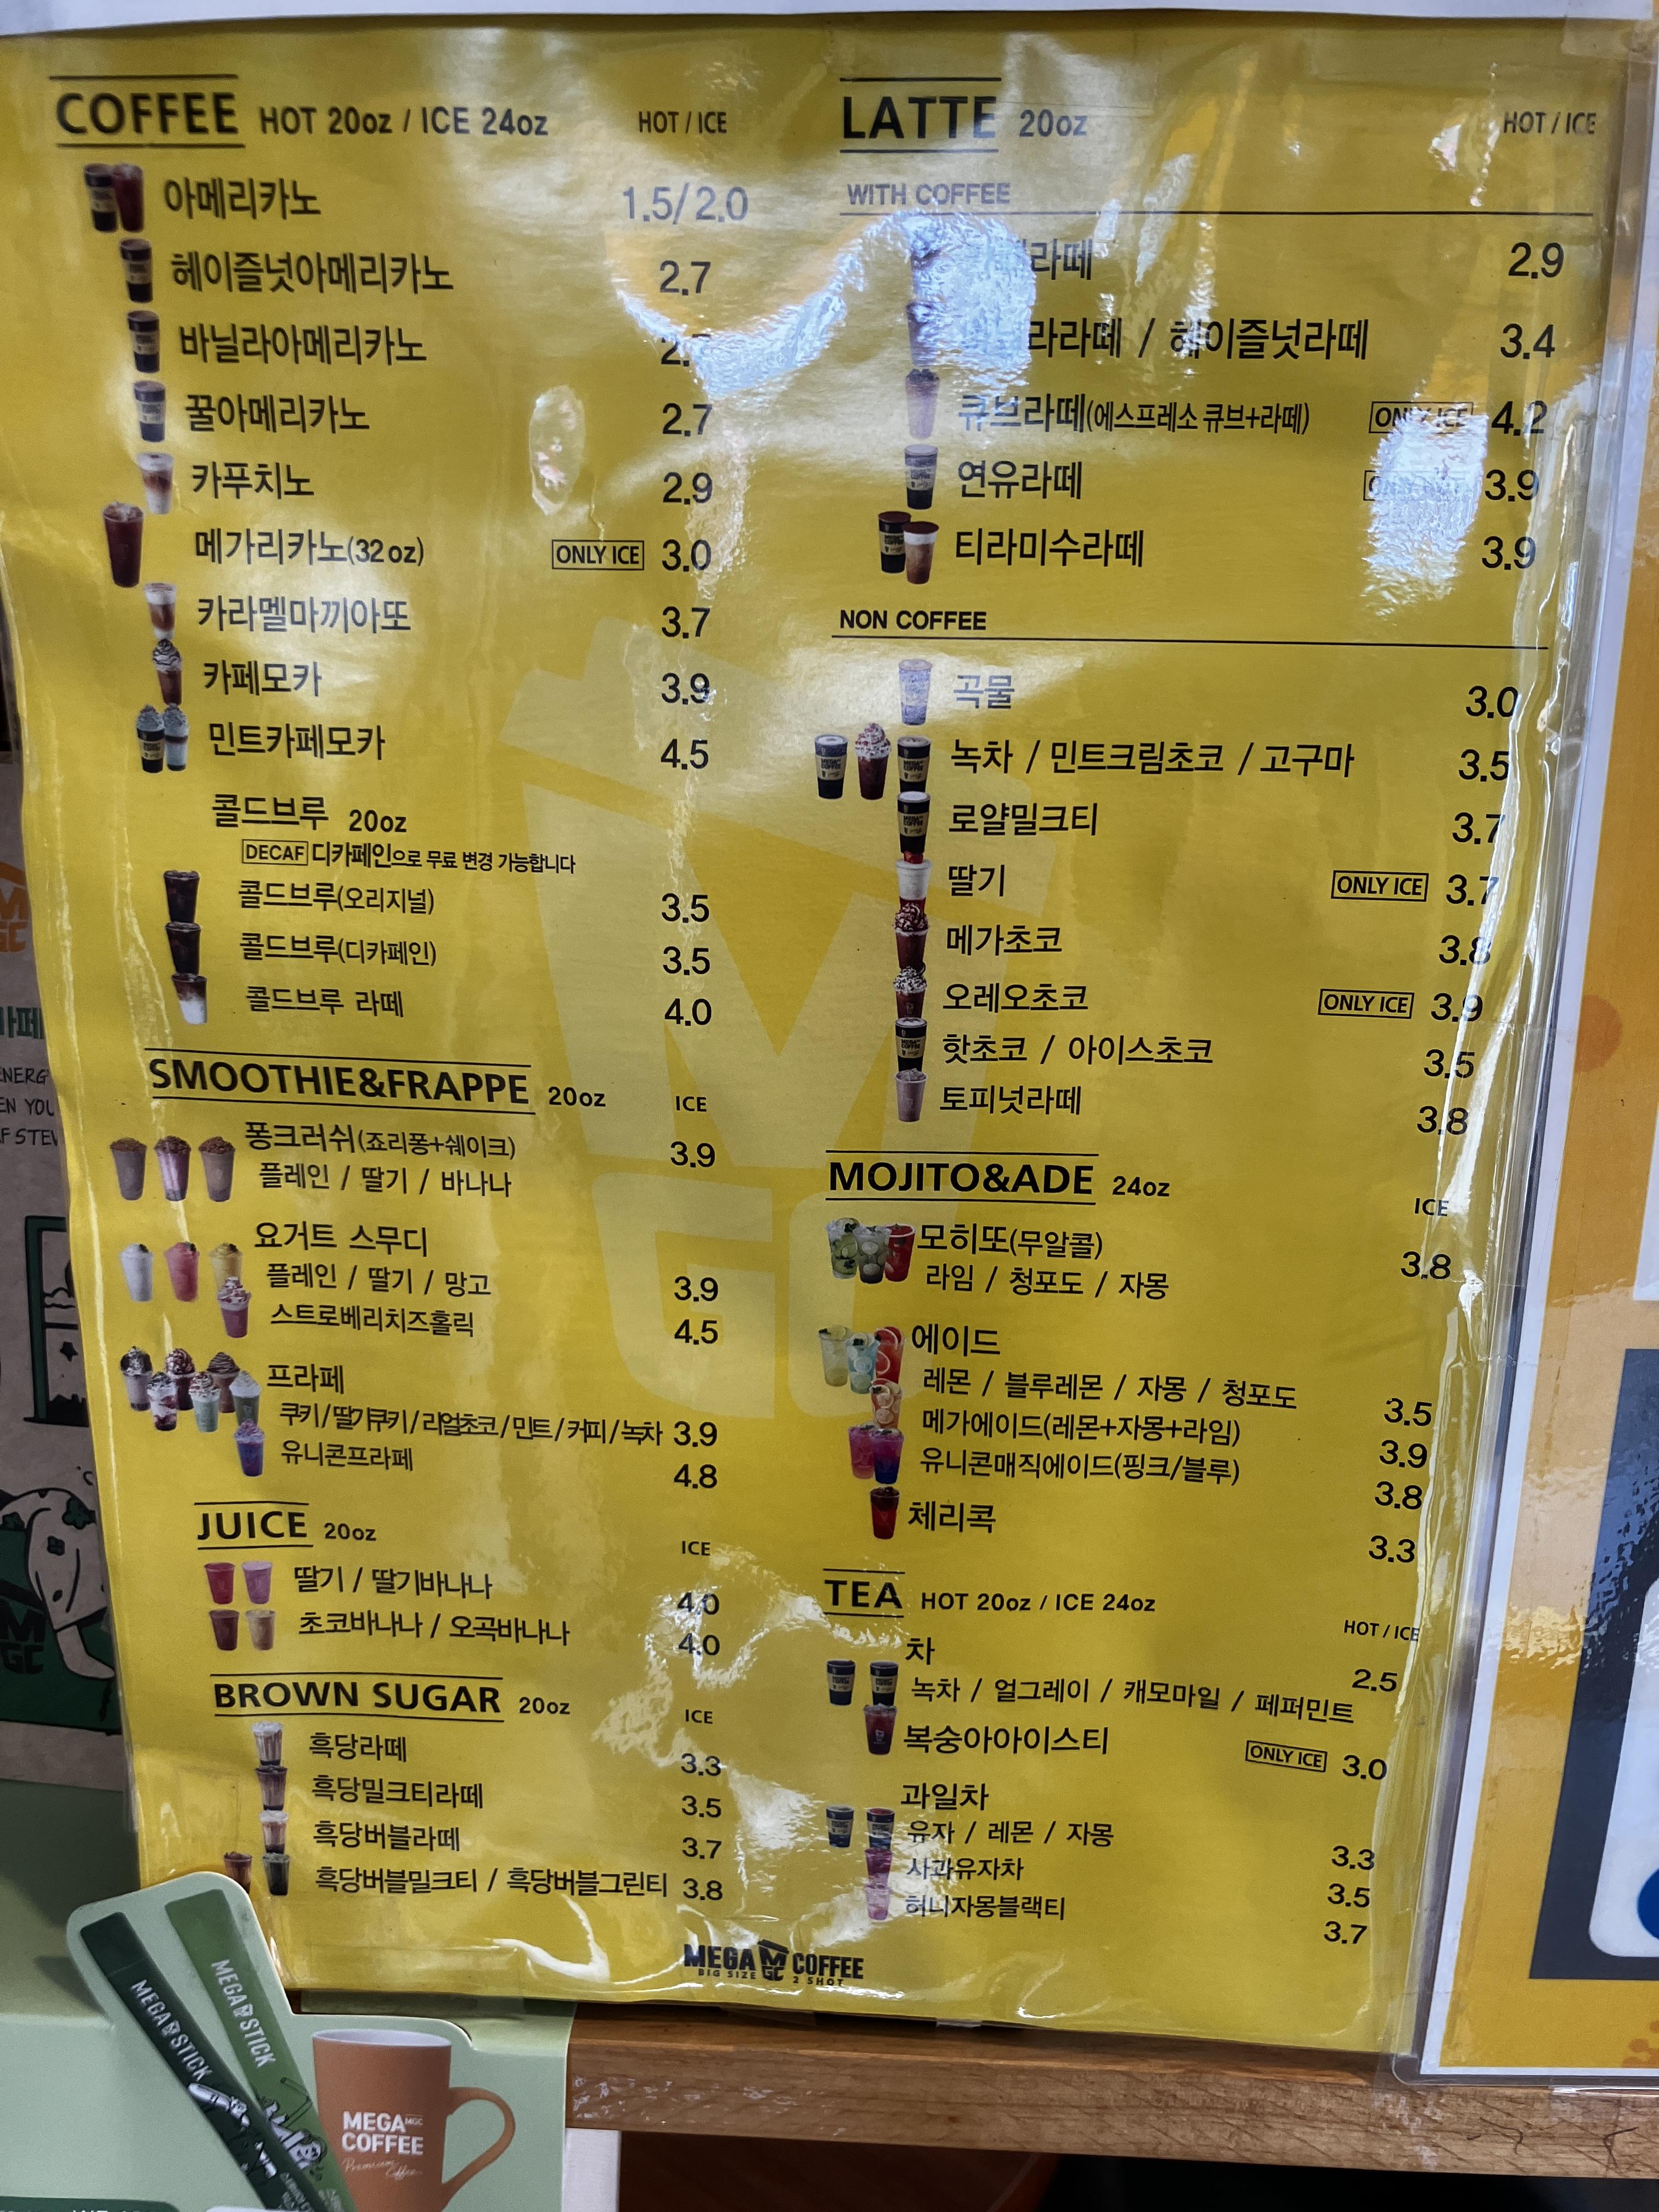 COFFEE HOT 20oz / ICE 24oz HOT / ICE
아메리카노 1.5/2.0
헤이즐넛아메리카노 2.7
바닐라아메리카노
꿀아메리카노 2.7
카푸치노 2.9
메가리카노(32oz) ONLY ICE 3.0
카라멜마끼아또 3.7
카페모카 3.9
민트카페모카 4.5
콜드브루 20oz
DECAF 디카페인으로 무료 변경 가능합니다
콜드브루(오리지널) 3.5
콜드브루(디카페인) 3.5
콜드브루 라떼 4.0
SMOOTHIE&FRAPPE 20oz ICE
퐁크러쉬(죠리퐁+쉐이크) 3.9
플레인 / 딸기 / 바나나
요거트 스무디
플레인 / 딸기 / 망고 3.9
스트로베리치즈홀릭 4.5
프라페
쿠키/딸기쿠키/리얼초코/민트/커피/녹차 3.9
유니콘프라페 4.8
JUICE 20oz ICE
딸기 / 딸기바나나 4.0
초코바나나 / 오곡바나나 4.0
BROWN SUGAR 20oz ICE
흑당라떼 3.3
흑당밀크티라떼 3.5
흑당버블라떼 3.7
흑당버블밀크티 / 흑당버블그린티 3.8
LATTE 20oz HOT / ICE
WITH COFFEE
라떼 2.9
라라떼 / 헤이즐넛라떼 3.4
큐브라떼(에스프레소 큐브+라떼) ONLY ICE 4.2
연유라떼 3.9
티라미수라떼 3.9
NON COFFEE
곡물 3.0
녹차 / 민트크림초코 / 고구마 3.5
로얄밀크티 3.7
딸기 ONLY ICE 3.7
메가초코 3.8
오레오초코 ONLY ICE 3.9
핫초코 / 아이스초코 3.5
토피넛라떼 3.8
MOJITO&ADE 24oz ICE
모히또(무알콜) 3.8
라임 / 청포도 / 자몽
에이드
레몬 / 블루레몬 / 자몽 / 청포도 3.5
메가에이드(레몬+자몽+라임) 3.9
유니콘매직에이드(핑크/블루) 3.8
체리콕 3.3
TEA HOT 20oz / ICE 24oz HOT / ICE
차 2.5
녹차 / 얼그레이 / 캐모마일 / 페퍼민트
복숭아아이스티 ONLY ICE 3.0
과일차
유자 / 레몬 / 자몽 3.3
사과유자차 3.5
허니자몽블랙티 3.7
MEGA MGC COFFEE
BIG SIZE 2 SHOT
MEGA STICK
MEGA STICK
MEGA MGC
COFFEE
Premium
Coffee